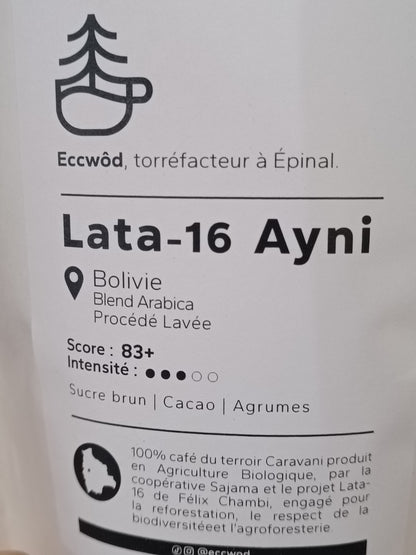 Eccwôd, torréfacteur à Épinal.
Lata-16 Ayni
Bolivie
Blend Arabica
Procédé Lavée
Score : 83+
Intensité : ●●●○○
Sucre brun | Cacao | Agrumes
100% café du terroir Caravani produit
en Agriculture Biologique, par la
coopérative Sajama et le projet Lata-
16 de Félix Chambi, engagé pour
la reforestation, le respect de la
biodiversitéeet l'agroforesterie.
@eccwod